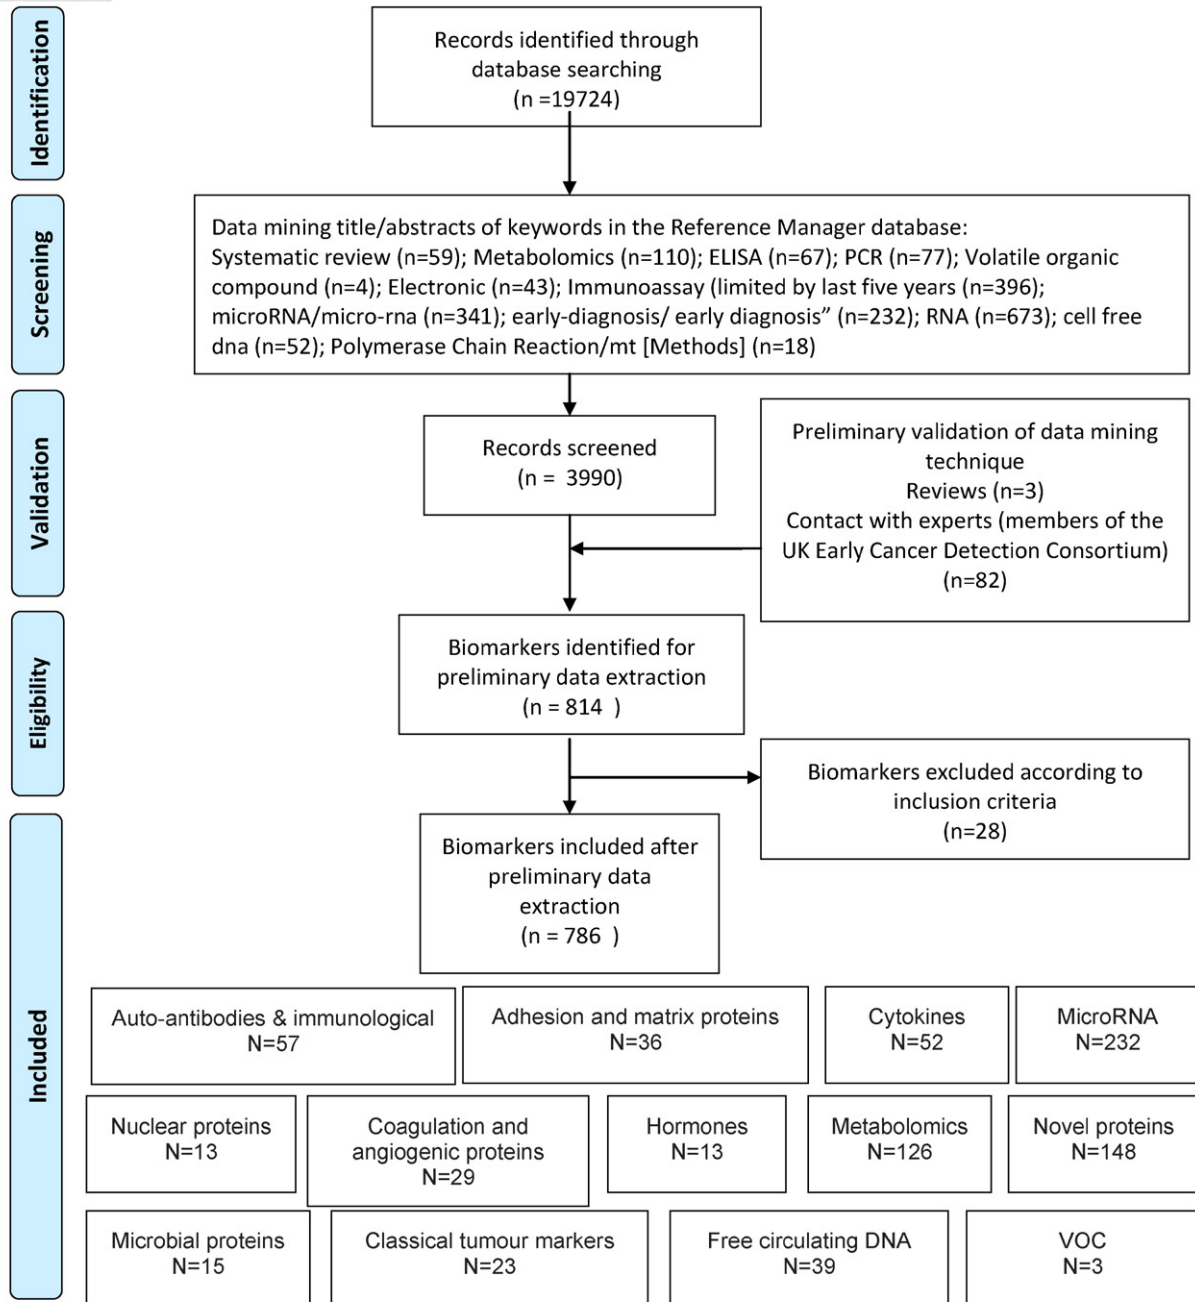 Identification
Records identified through
database searching
(n =19724)
Screening
Data mining title/abstracts of keywords in the Reference Manager database:
Systematic review (n=59); Metabolomics (n=110); ELISA (n=67); PCR (n=77); Volatile organic
compound (n=4); Electronic (n=43); Immunoassay (limited by last five years (n=396);
microRNA/micro-rna (n=341); early-diagnosis/ early diagnosis” (n=232); RNA (n=673); cell free
dna (n=52); Polymerase Chain Reaction/mt [Methods] (n=18)
Validation
Records screened
(n = 3990)
Preliminary validation of data mining
technique
Reviews (n=3)
Contact with experts (members of the
UK Early Cancer Detection Consortium)
(n=82)
Eligibility
Biomarkers identified for
preliminary data extraction
(n = 814 )
Biomarkers excluded according to
inclusion criteria
(n=28)
Included
Biomarkers included after
preliminary data
extraction
(n = 786 )
Auto-antibodies & immunological
N=57
Adhesion and matrix proteins
N=36
Cytokines
N=52
MicroRNA
N=232
Nuclear proteins
N=13
Coagulation and
angiogenic proteins
N=29
Hormones
N=13
Metabolomics
N=126
Novel proteins
N=148
Microbial proteins
N=15
Classical tumour markers
N=23
Free circulating DNA
N=39
VOC
N=3